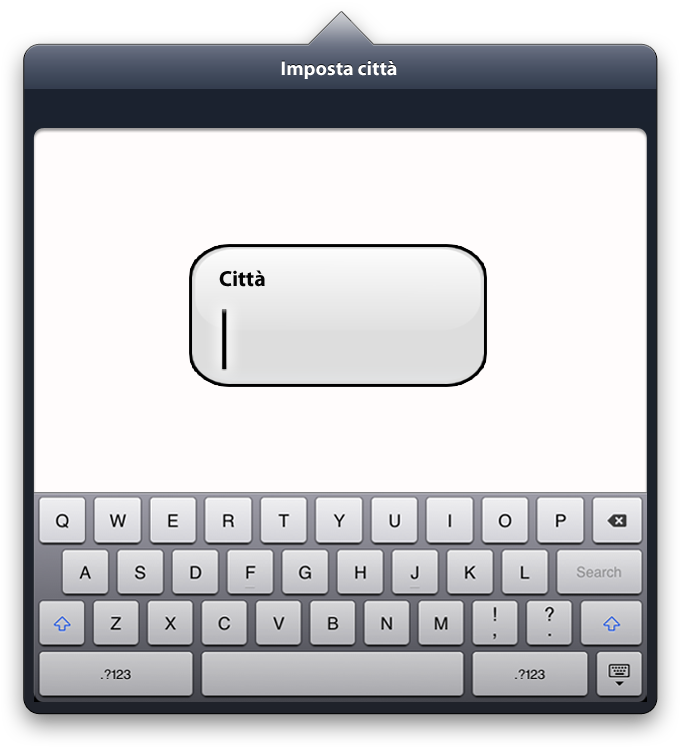 Imposta città
Città
Q W E R T Y U I O P
A S D F G H J K L Search
Z X C V B N M ! , ? .
.?123 .?123